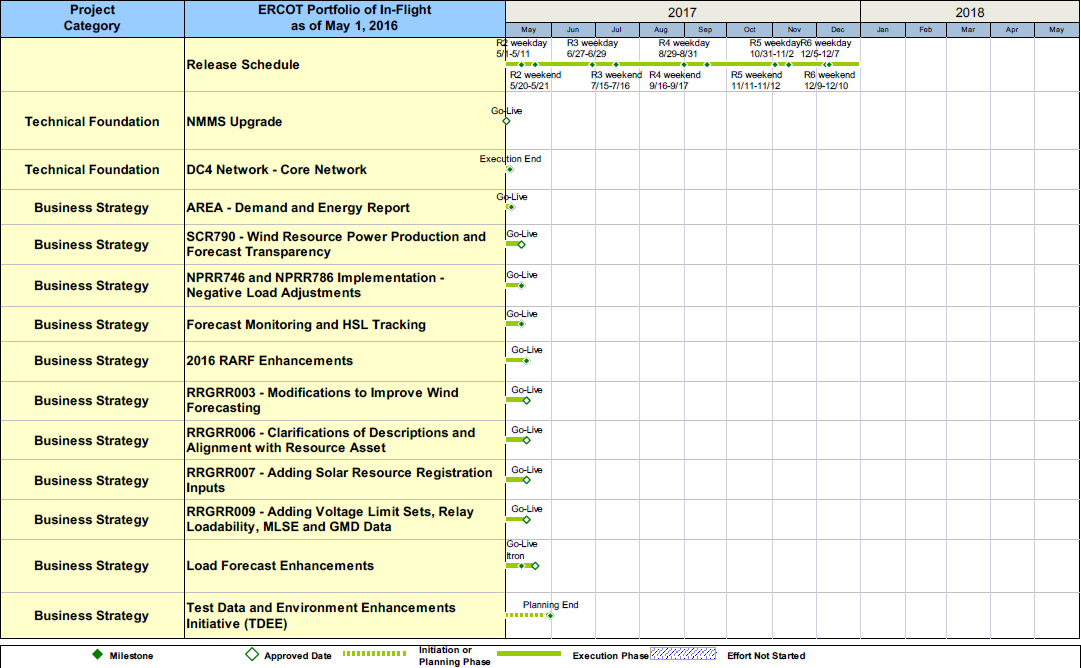 Project
Category
ERCOT Portfolio of In-Flight
as of May 1, 2016
2017
2018
May Jun Jul Aug Sep Oct Nov Dec Jan Feb Mar Apr May
Release Schedule
R2 weekday
5/1-5/11
R3 weekday
6/27-6/29
R4 weekday
8/29-8/31
R5 weekday
10/31-11/2
R6 weekday
12/5-12/7
R2 weekend
5/20-5/21
R3 weekend
7/15-7/16
R4 weekend
9/16-9/17
R5 weekend
11/11-11/12
R6 weekend
12/9-12/10
Technical Foundation
NMMS Upgrade
Go-Live
Technical Foundation
DC4 Network - Core Network
Execution End
Business Strategy
AREA - Demand and Energy Report
Go-Live
Business Strategy
SCR790 - Wind Resource Power Production and
Forecast Transparency
Go-Live
Business Strategy
NPRR746 and NPRR786 Implementation -
Negative Load Adjustments
Go-Live
Business Strategy
Forecast Monitoring and HSL Tracking
Go-Live
Business Strategy
2016 RARF Enhancements
Go-Live
Business Strategy
RRGRR003 - Modifications to Improve Wind
Forecasting
Go-Live
Business Strategy
RRGRR006 - Clarifications of Descriptions and
Alignment with Resource Asset
Go-Live
Business Strategy
RRGRR007 - Adding Solar Resource Registration
Inputs
Go-Live
Business Strategy
RRGRR009 - Adding Voltage Limit Sets, Relay
Loadability, MLSE and GMD Data
Go-Live
Business Strategy
Load Forecast Enhancements
Go-Live
Itron
Business Strategy
Test Data and Environment Enhancements
Initiative (TDEE)
Planning End
Milestone
Approved Date
Initiation or
Planning Phase
Execution Phase
Effort Not Started